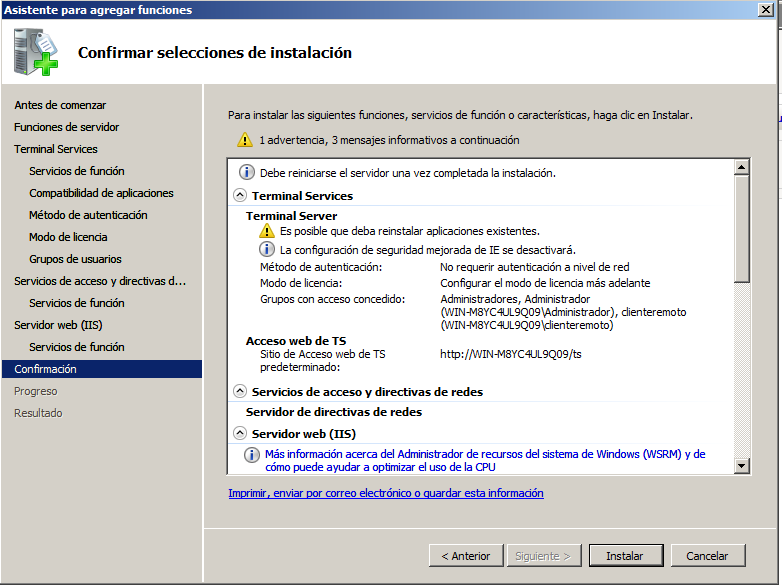 Asistente para agregar funciones
Confirmar selecciones de instalación
Antes de comenzar
Funciones de servidor
Terminal Services
Servicios de función
Compatibilidad de aplicaciones
Método de autenticación
Modo de licencia
Grupos de usuarios
Servicios de acceso y directivas d...
Servicios de función
Servidor web (IIS)
Servicios de función
Confirmación
Progreso
Resultado
Para instalar las siguientes funciones, servicios de función o características, haga clic en Instalar.
1 advertencia, 3 mensajes informativos a continuación
Debe reiniciarse el servidor una vez completada la instalación.
Terminal Services
Terminal Server
Es posible que deba reinstalar aplicaciones existentes.
La configuración de seguridad mejorada de IE se desactivará.
Método de autenticación: No requerir autenticación a nivel de red
Modo de licencia: Configurar el modo de licencia más adelante
Grupos con acceso concedido: Administradores, Administrador
(WIN-M8YC4UL9Q09\Administrador), clienteremoto
(WIN-M8YC4UL9Q09\clienteremoto)
Acceso web de TS
Sitio de Acceso web de TS http://WIN-M8YC4UL9Q09/ts
predeterminado:
Servicios de acceso y directivas de redes
Servidor de directivas de redes
Servidor web (IIS)
Más información acerca del Administrador de recursos del sistema de Windows (WSRM) y de
cómo puede ayudar a optimizar el uso de la CPU
Imprimir, enviar por correo electrónico o guardar esta información
< Anterior Siguiente > Instalar Cancelar